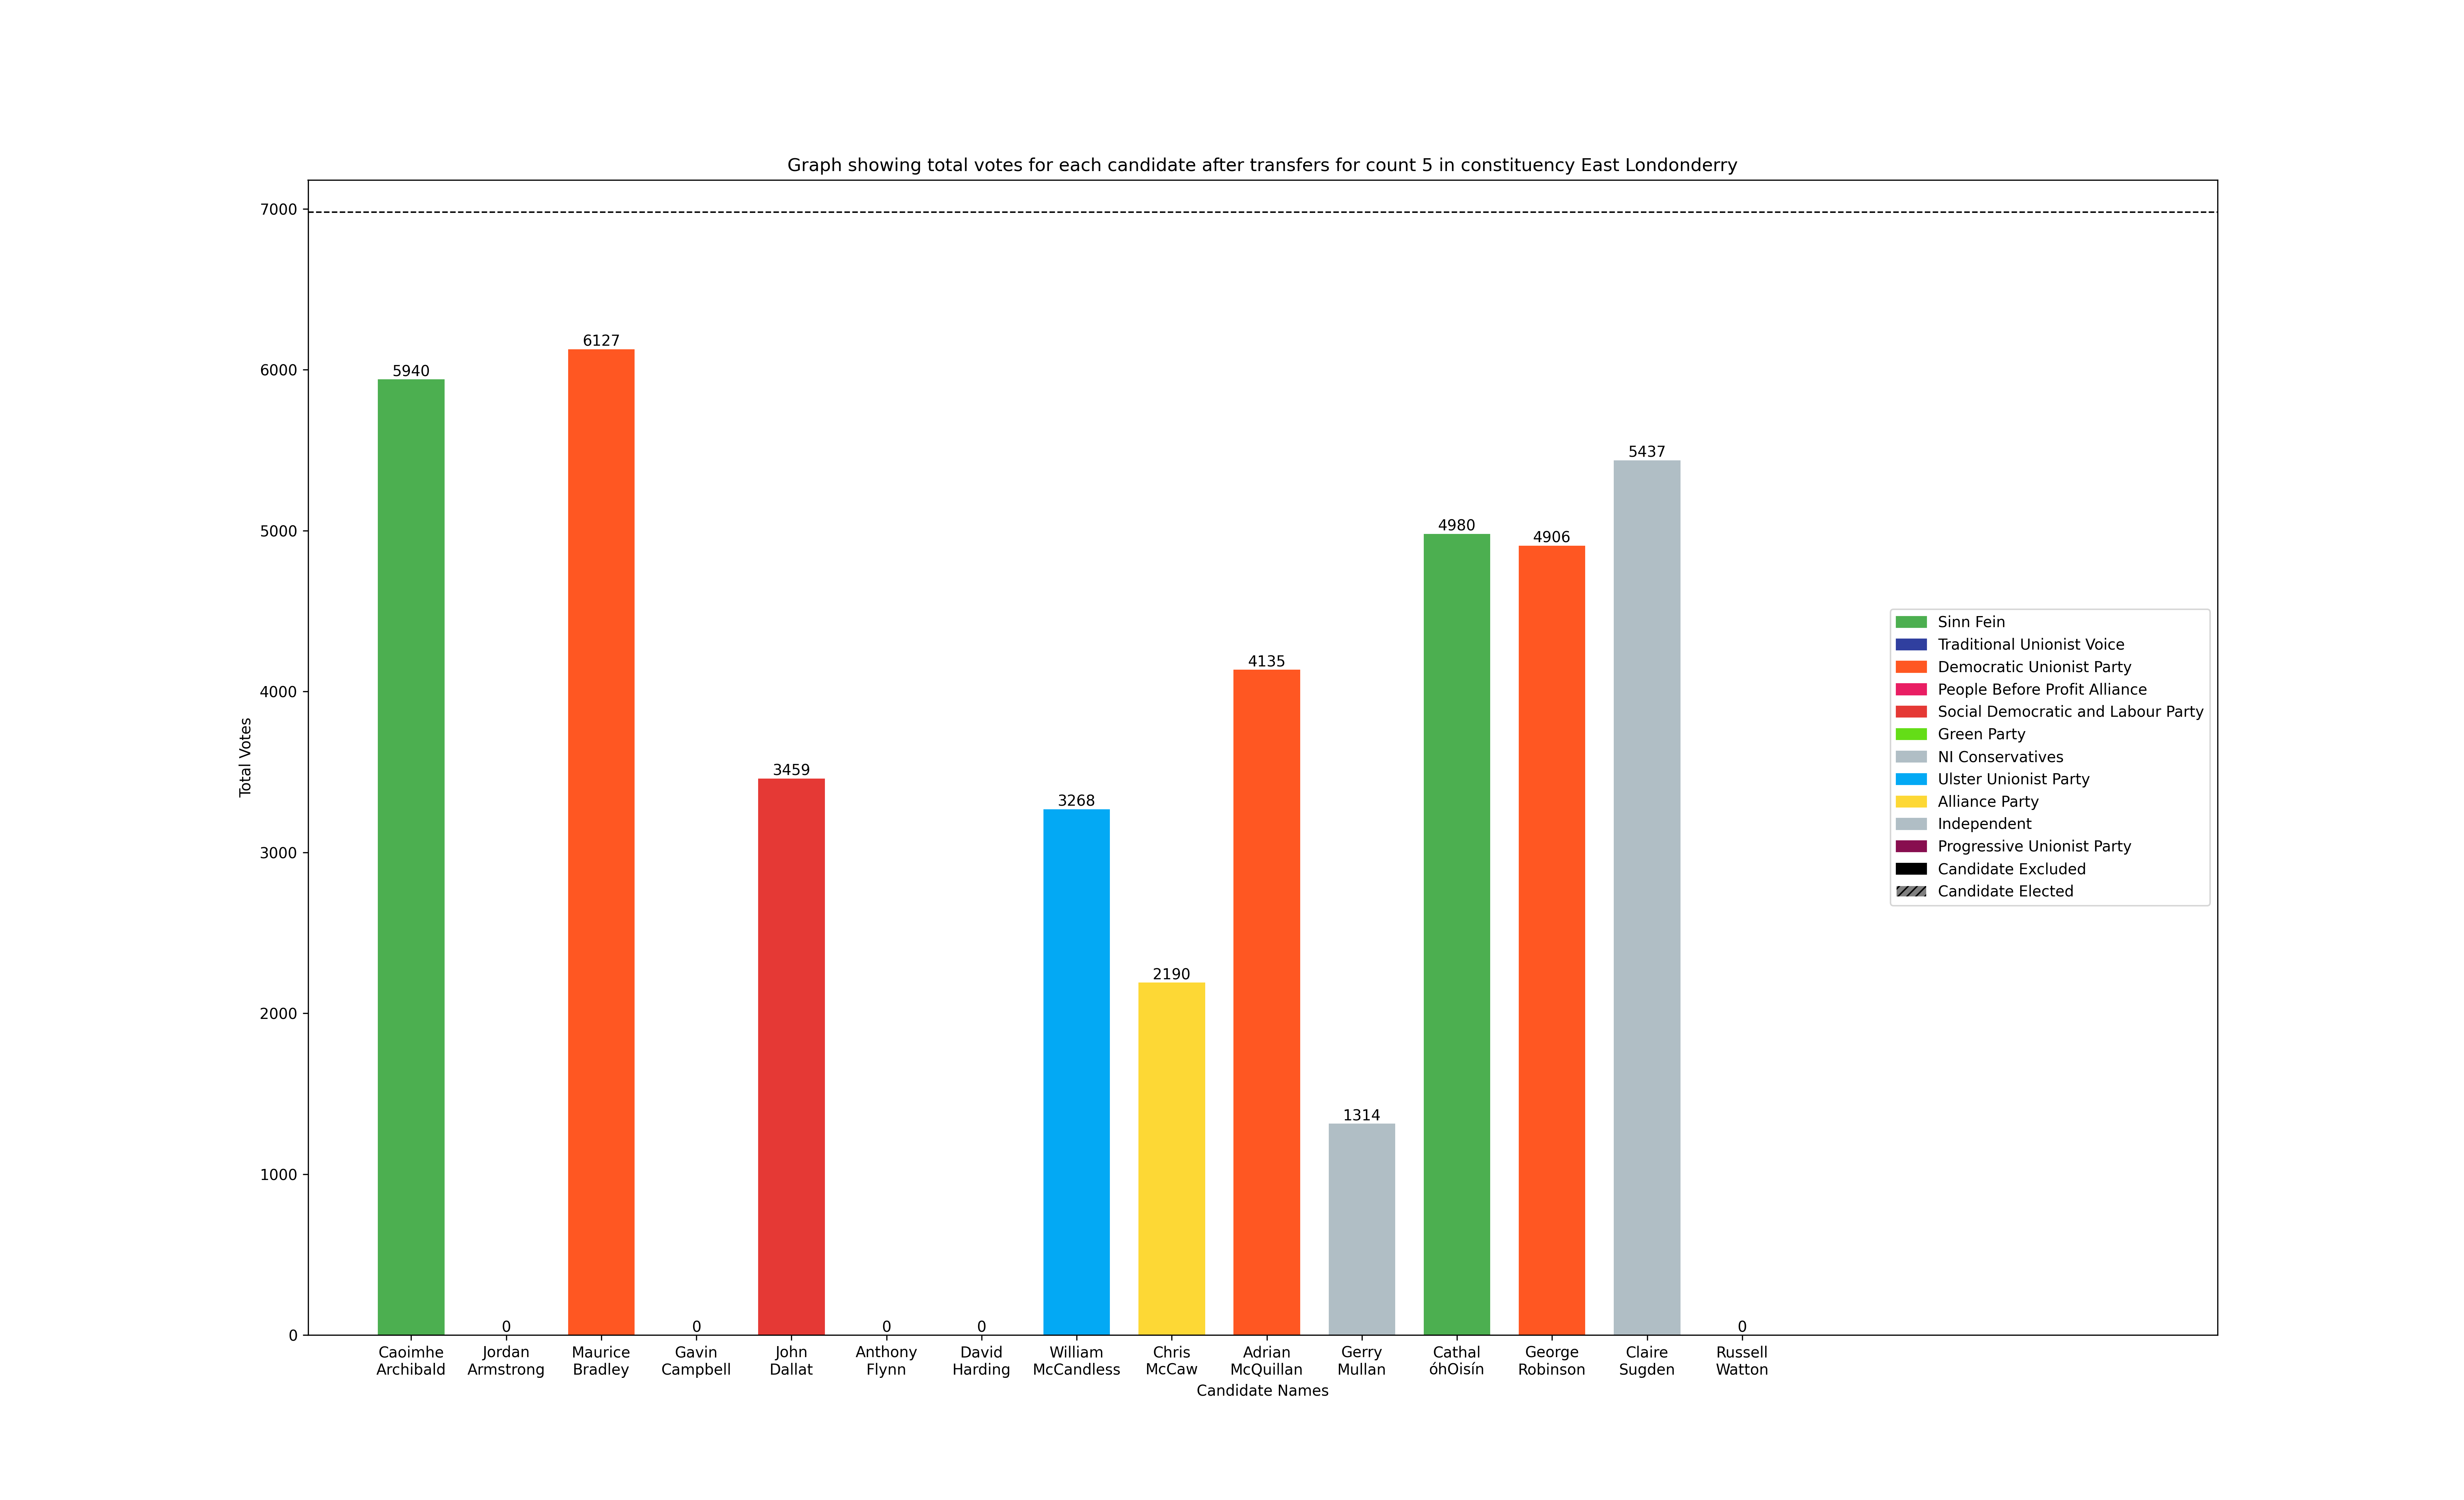 Graph showing total votes for each candidate after transfers for count 5 in constituency East Londonderry
7000
6000
5000
4000
3000
2000
1000
0
Total Votes
5940
0
6127
0
3459
0
0
3268
2190
4135
1314
4980
4906
5437
0
Caoimhe
Archibald
Jordan
Armstrong
Maurice
Bradley
Gavin
Campbell
John
Dallat
Anthony
Flynn
David
Harding
William
McCandless
Chris
McCaw
Adrian
McQuillan
Gerry
Mullan
Cathal
óhOisín
George
Robinson
Claire
Sugden
Russell
Watton
Candidate Names
Sinn Fein
Traditional Unionist Voice
Democratic Unionist Party
People Before Profit Alliance
Social Democratic and Labour Party
Green Party
NI Conservatives
Ulster Unionist Party
Alliance Party
Independent
Progressive Unionist Party
Candidate Excluded
Candidate Elected